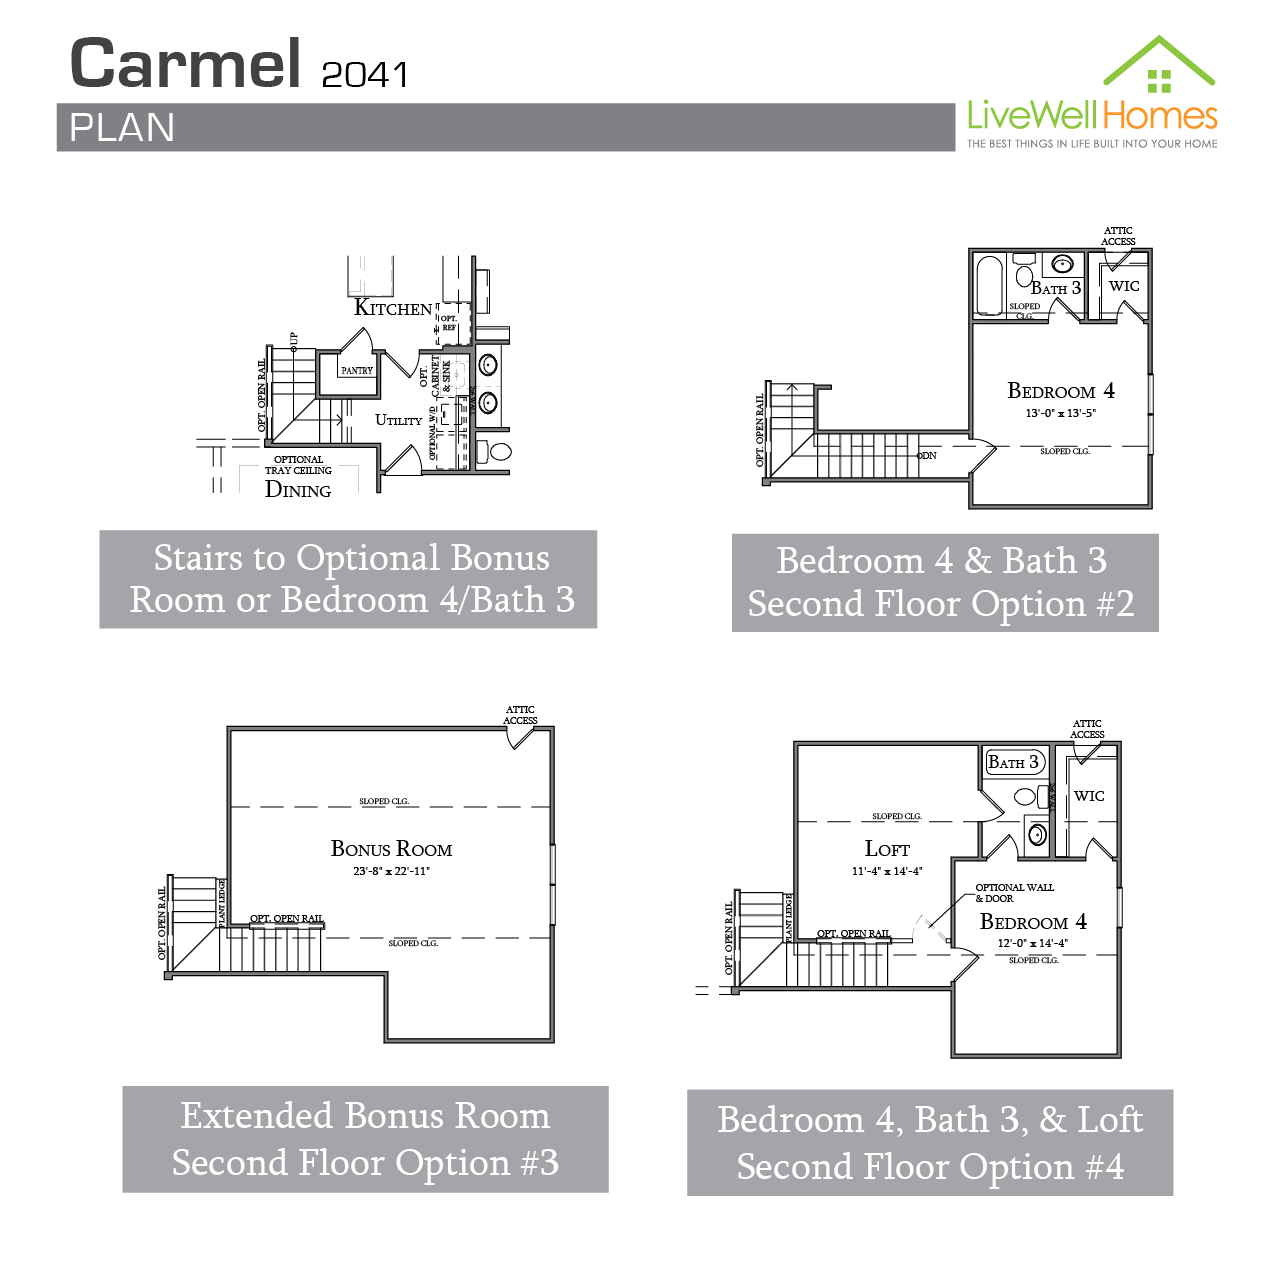 Carmel 2041
PLAN
LiveWell Homes
THE BEST THINGS IN LIFE BUILT INTO YOUR HOME
KITCHEN
OPT.
REF
UP
PANTRY
OPT.
CABINET
& SINK
OPT. OPEN RAIL
UTILITY
OPTIONAL W/D
OPTIONAL
TRAY CEILING
DINING
Stairs to Optional Bonus
Room or Bedroom 4/Bath 3
ATTIC
ACCESS
BATH 3
WIC
SLOPED
CLG.
BEDROOM 4
13'-0" x 13'-5"
OPT. OPEN RAIL
SLOPED CLG.
DN
Bedroom 4 & Bath 3
Second Floor Option #2
ATTIC
ACCESS
SLOPED CLG.
BONUS ROOM
23'-8" x 22'-11"
PLANT LEDGE
OPT. OPEN RAIL
OPT. OPEN RAIL
SLOPED CLG.
Extended Bonus Room
Second Floor Option #3
ATTIC
ACCESS
BATH 3
WIC
SLOPED CLG.
LOFT
11'-4" x 14'-4"
OPTIONAL WALL
& DOOR
BEDROOM 4
12'-0" x 14'-4"
SLOPED CLG.
PLANT LEDGE
OPT. OPEN RAIL
OPT. OPEN RAIL
Bedroom 4, Bath 3, & Loft
Second Floor Option #4